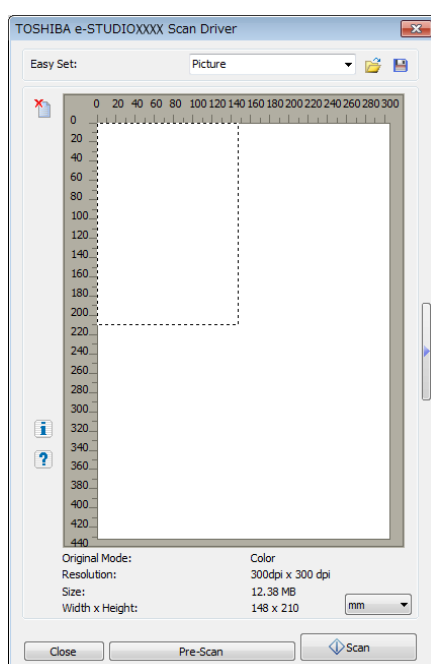 TOSHIBA e-STUDIOXXXX Scan Driver
Easy Set: Picture
0 20 40 60 80 100 120 140 160 180 200 220 240 260 280 300
0
20
40
60
80
100
120
140
160
180
200
220
240
260
280
300
320
340
360
380
400
420
440
Original Mode: Color
Resolution: 300dpi x 300 dpi
Size: 12.38 MB
Width x Height: 148 x 210 mm
Close Pre-Scan Scan